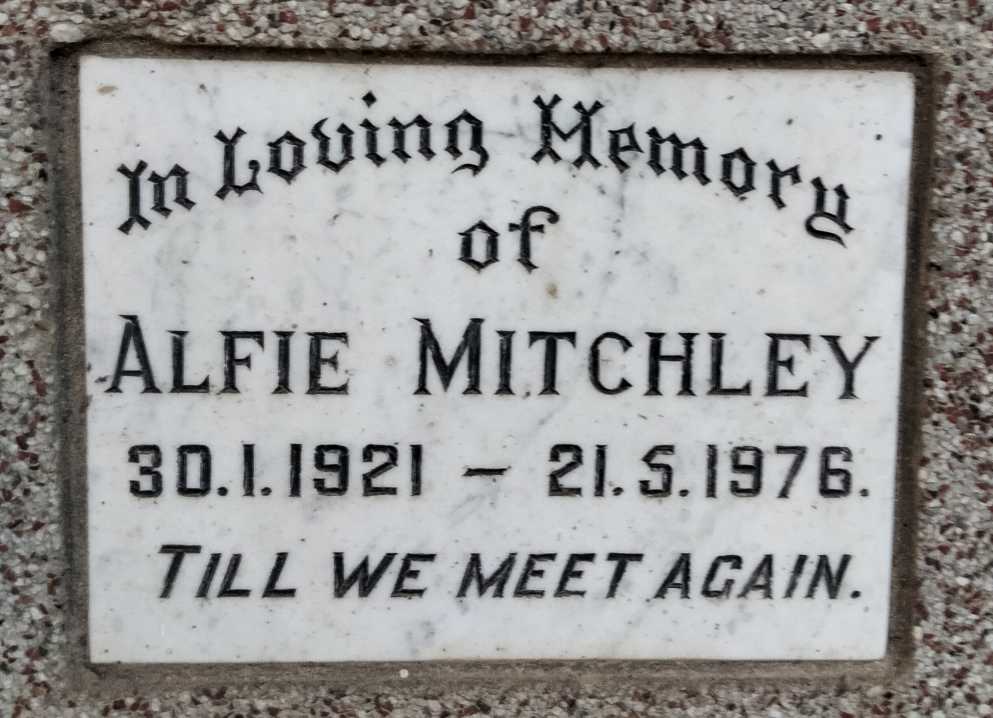 In Loving Memory
of
ALFIE MITCHLEY
30.1.1921 - 21.5.1976.
TILL WE MEET AGAIN.